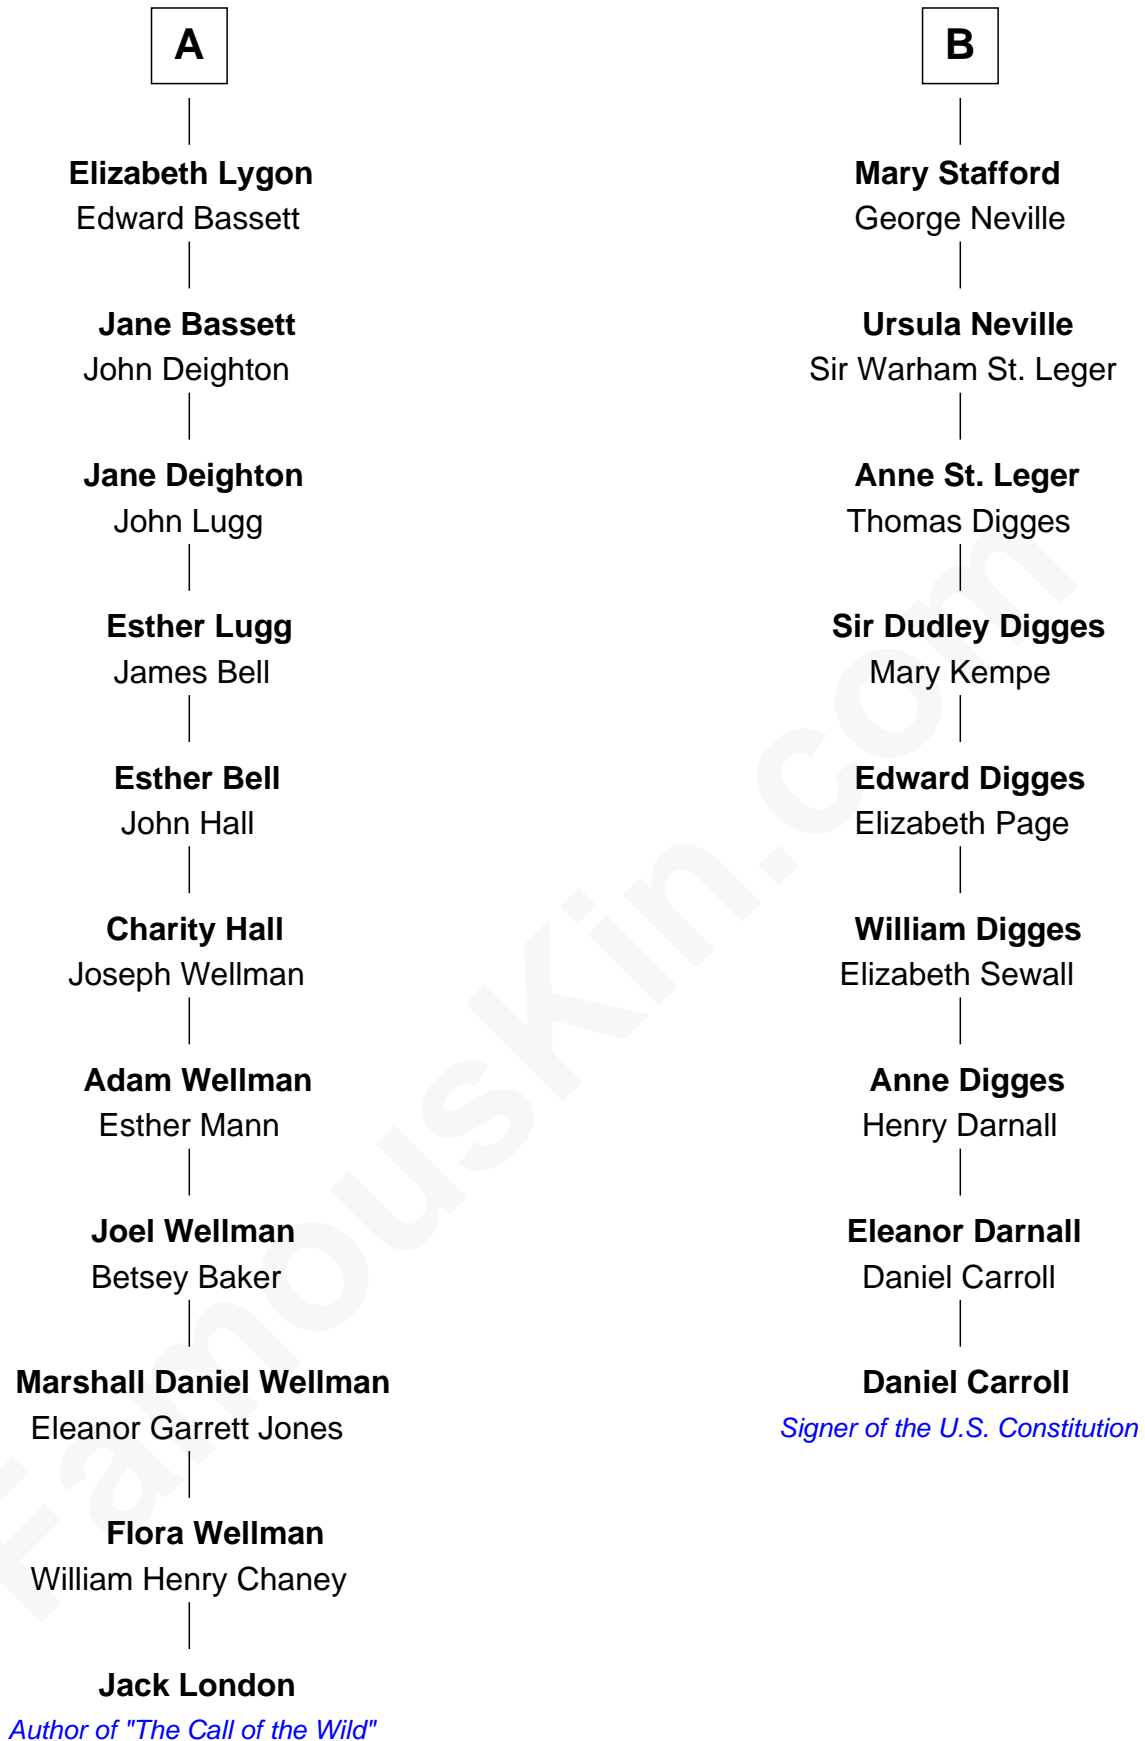 A
Elizabeth Lygon
Edward Bassett
Jane Bassett
John Deighton
Jane Deighton
John Lugg
Esther Lugg
James Bell
Esther Bell
John Hall
Charity Hall
Joseph Wellman
Adam Wellman
Esther Mann
Joel Wellman
Betsey Baker
Marshall Daniel Wellman
Eleanor Garrett Jones
Flora Wellman
William Henry Chaney
Jack London
Author of "The Call of the Wild"
B
Mary Stafford
George Neville
Ursula Neville
Sir Warham St. Leger
Anne St. Leger
Thomas Digges
Sir Dudley Digges
Mary Kempe
Edward Digges
Elizabeth Page
William Digges
Elizabeth Sewall
Anne Digges
Henry Darnall
Eleanor Darnall
Daniel Carroll
Daniel Carroll
Signer of the U.S. Constitution
FamousKin.com